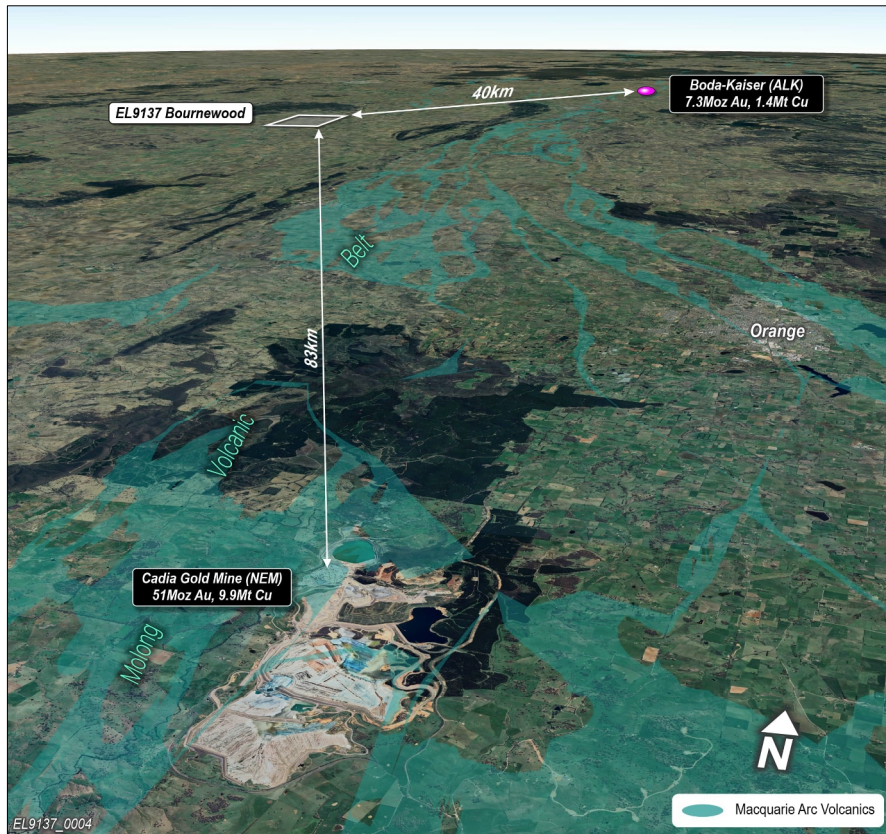 Boda-Kaiser (ALK)
7.3Moz Au, 1.4Mt Cu
40km
EL9137 Bournewood
Belt
Orange
83km
Volcanic
Cadia Gold Mine (NEM)
51Moz Au, 9.9Mt Cu
Molong
N
Macquarie Arc Volcanics
EL9137_0004